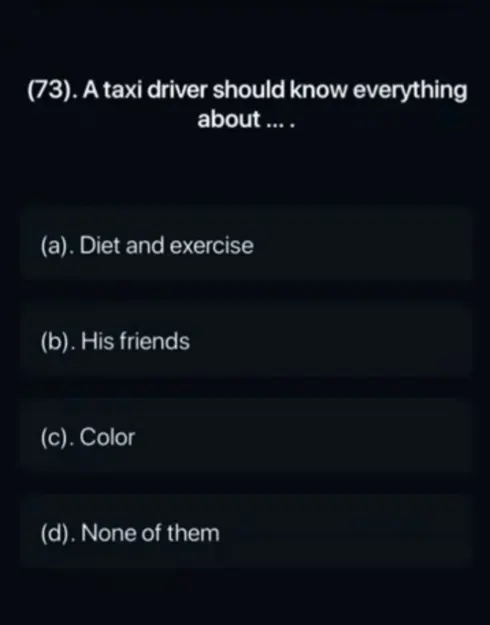 (73). A taxi driver should know everything
about ... .
(a). Diet and exercise
(b). His friends
(c). Color
(d). None of them